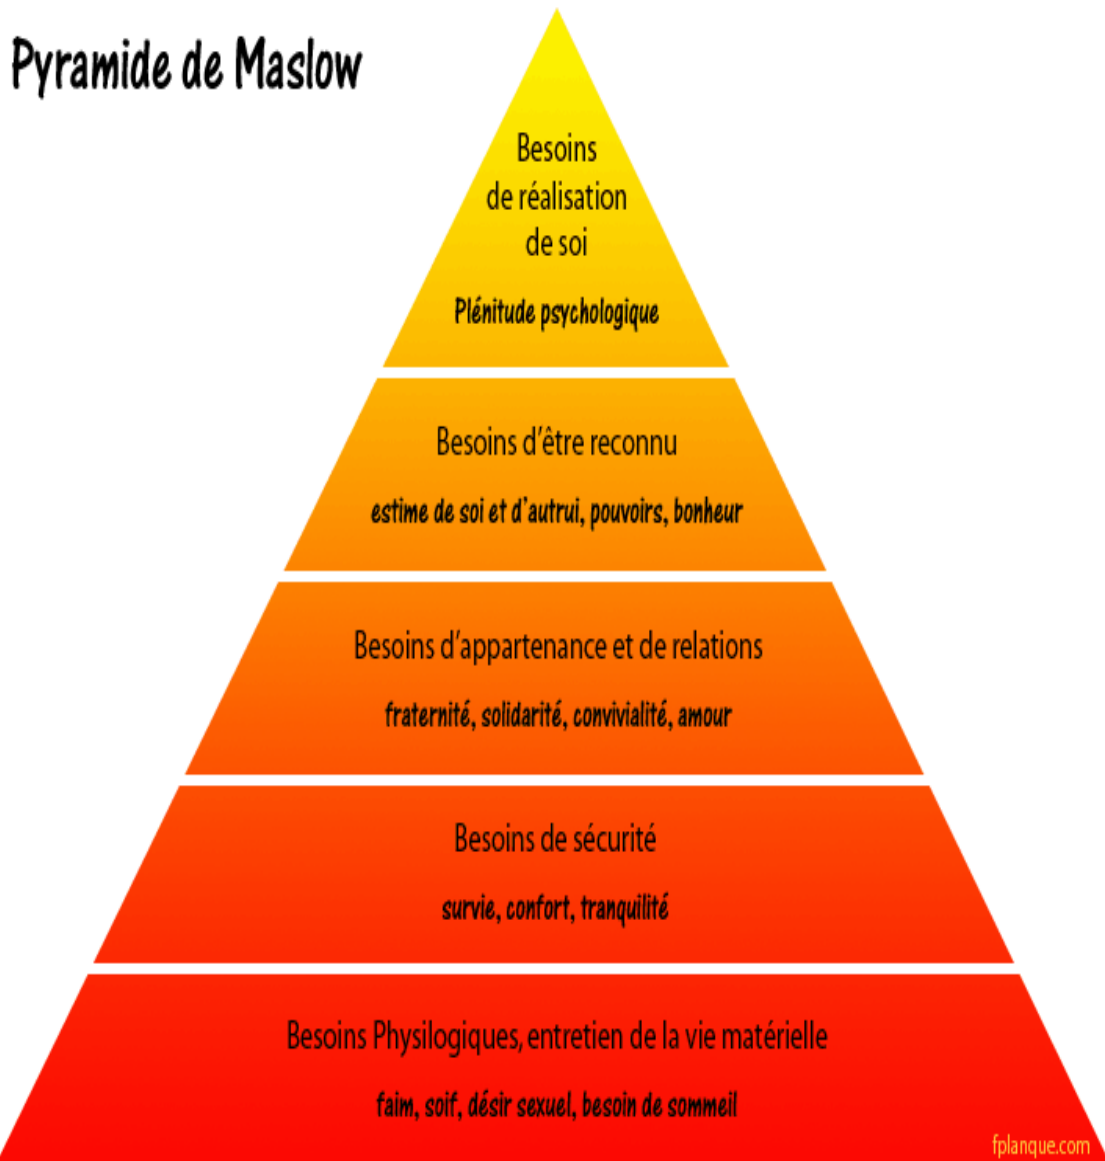 Pyramide de Maslow
Besoins
de réalisation
de soi
Plénitude psychologique
Besoins d'être reconnu
estime de soi et d'autrui, pouvoirs, bonheur
Besoins d'appartenance et de relations
fraternité, solidarité, convivialité, amour
Besoins de sécurité
survie, confort, tranquilité
Besoins Physilogiques, entretien de la vie matérielle
faim, soif, désir sexuel, besoin de sommeil
fplanque.com